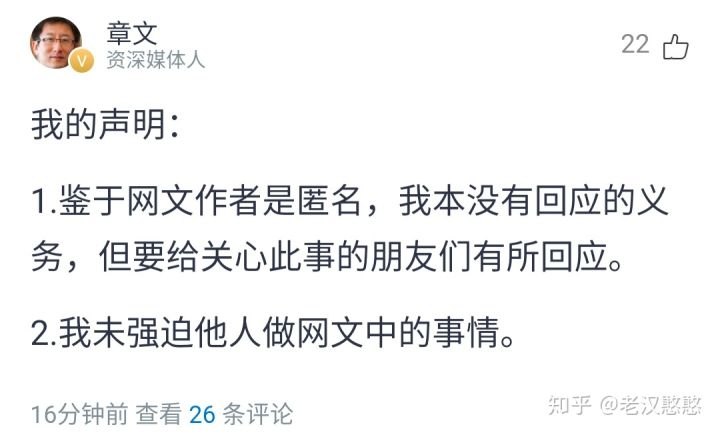 章文
V
资深媒体人
22
我的声明：
1.鉴于网文作者是匿名，我本没有回应的义
务，但要给关心此事的朋友们有所回应。
2.我未强迫他人做网文中的事情。
16分钟前 查看 26 条评论
知乎 @老汉憨憨